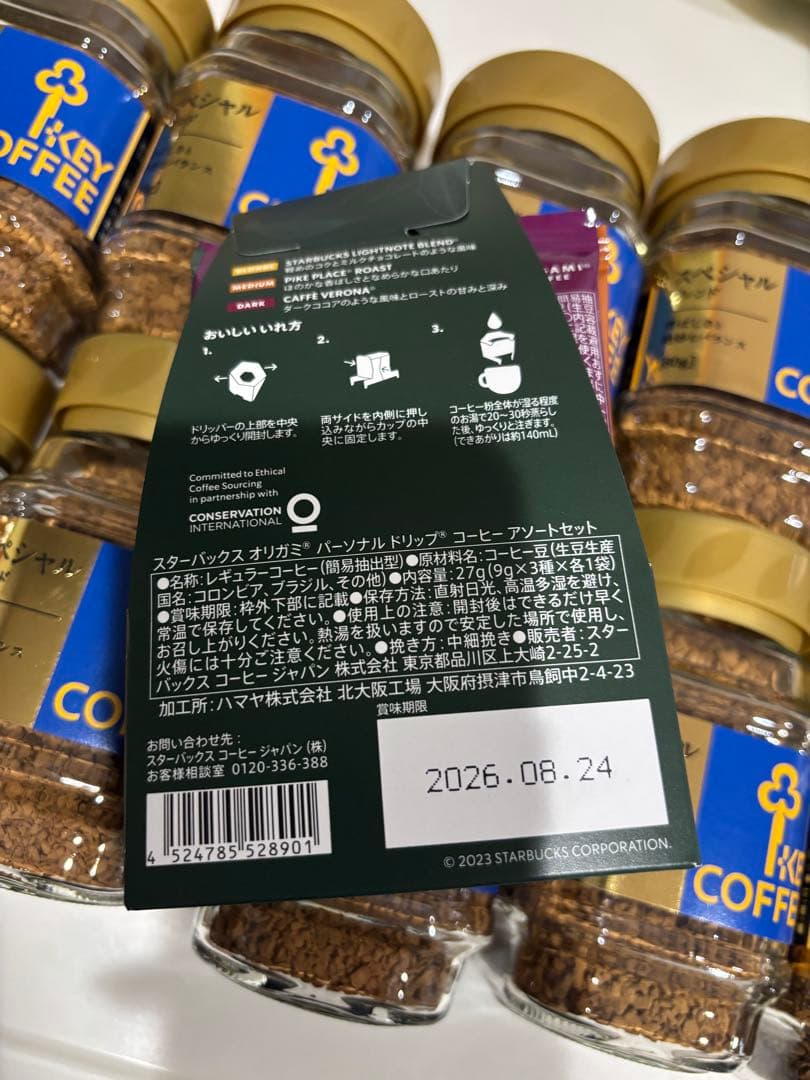 KEY
COFFEE
スペシャル
BLONDE STARBUCKS LIGHTNOTE BLEND™
軽めのコクとミルクチョコレートのような風味
MEDIUM PIKE PLACE® ROAST
ほのかな香ばしさとなめらかな口あたり
DARK CAFFÈ VERONA®
ダークココアのような風味とローストの甘みと深み
おいしいいれ方
1.
ドリッパーの上部を中央
からゆっくり開封します。
2.
両サイドを内側に押し
込みながらカップの中
央に固定します。
3.
コーヒー粉全体が湿る程度
のお湯で20〜30秒蒸らし
た後、ゆっくりと注ぎます。
(できあがりは約140mL)
Committed to Ethical
Coffee Sourcing
in partnership with
CONSERVATION
INTERNATIONAL
スターバックス オリガミ® パーソナル ドリップ® コーヒー アソートセット
●名称:レギュラーコーヒー(簡易抽出型)●原材料名:コーヒー豆(生豆生産
国名:コロンビア、ブラジル、その他)●内容量:27g(9g×3種×各1袋)
●賞味期限:枠外下部に記載●保存方法:直射日光、高温多湿を避け、
常温で保存してください。●使用上の注意:開封後はできるだけ早く
お召し上がりください。熱湯を扱いますので安定した場所で使用し、
火傷には十分ご注意ください。●挽き方:中細挽き●販売者:スター
バックス コーヒー ジャパン 株式会社 東京都品川区上大崎2-25-2
加工所:ハマヤ株式会社 北大阪工場 大阪府摂津市鳥飼中2-4-23
賞味期限
2026.08.24
お問い合わせ先:
スターバックス コーヒー ジャパン(株)
お客様相談室 0120-336-388
4 524785 528901
© 2023 STARBUCKS CORPORATION.
スペシャル
KEY
COFFEE